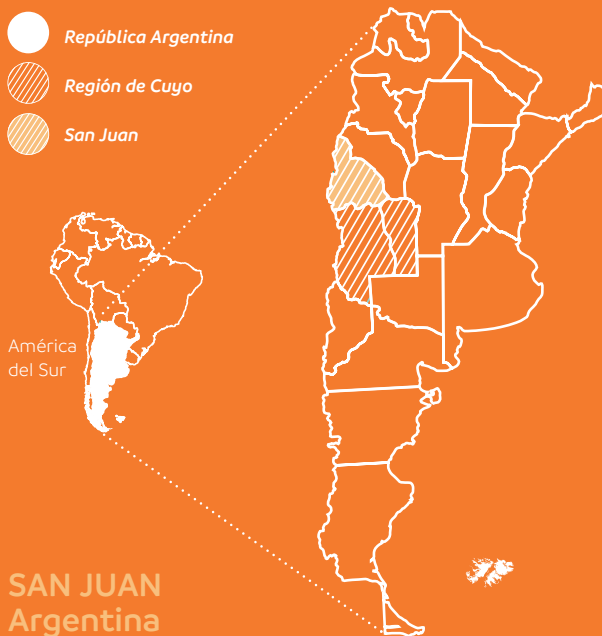 República Argentina
Región de Cuyo
San Juan
América
del Sur
SAN JUAN
Argentina